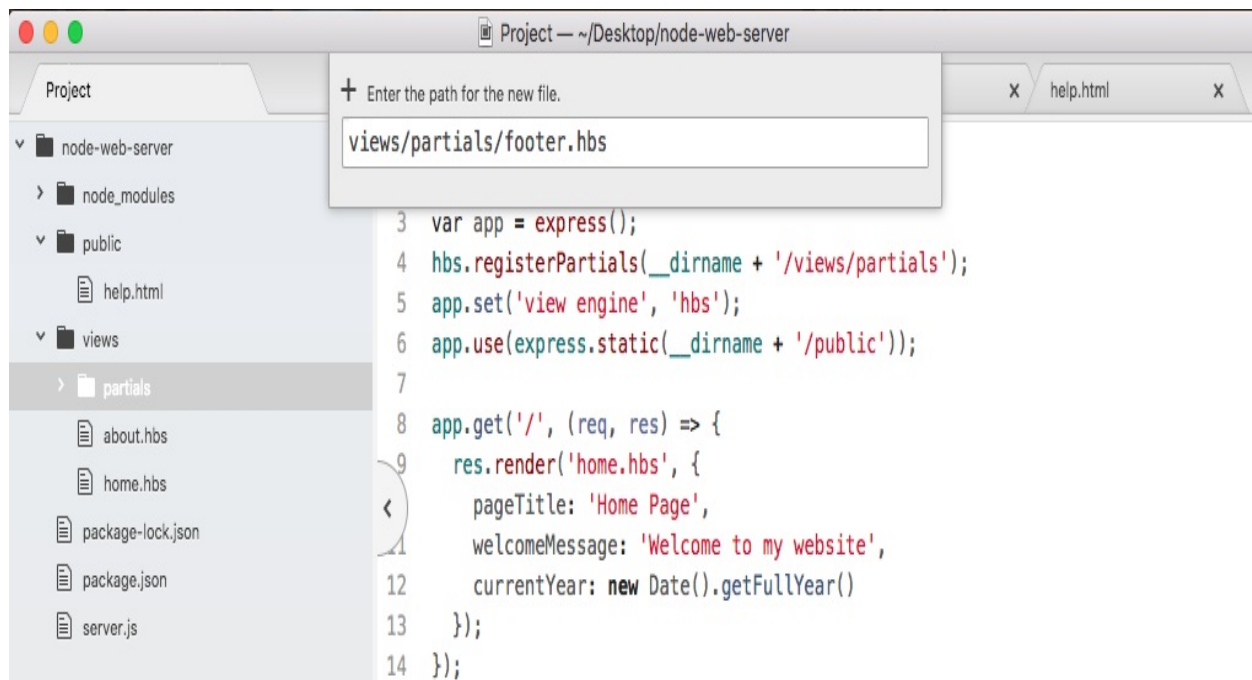 Project — ~/Desktop/node-web-server
Project
+ Enter the path for the new file.
x help.html x
views/partials/footer.hbs
node-web-server
node_modules
public
help.html
views
partials
about.hbs
home.hbs
package-lock.json
package.json
server.js
3 var app = express();
4 hbs.registerPartials(__dirname + '/views/partials');
5 app.set('view engine', 'hbs');
6 app.use(express.static(__dirname + '/public'));
7
8 app.get('/', (req, res) => {
9 res.render('home.hbs', {
pageTitle: 'Home Page',
11 welcomeMessage: 'Welcome to my website',
12 currentYear: new Date().getFullYear()
13 });
14 });